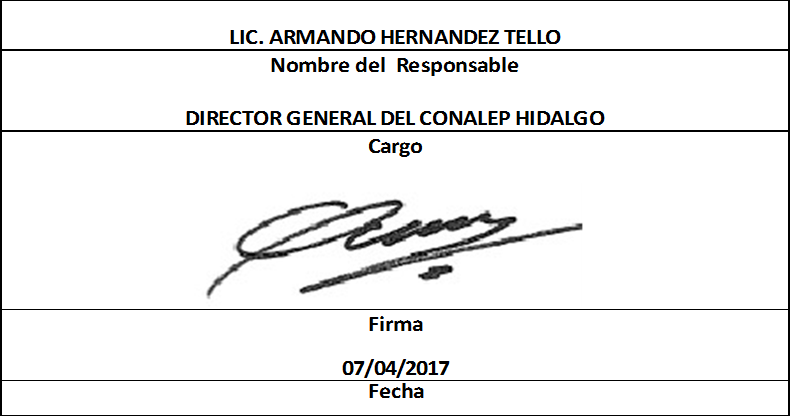 LIC. ARMANDO HERNANDEZ TELLO
Nombre del Responsable
DIRECTOR GENERAL DEL CONALEP HIDALGO
Cargo
Firma
07/04/2017
Fecha